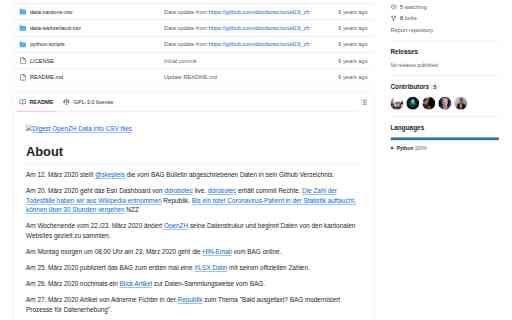 data-cantone.csv
Data update from https://github.com/ddrobotec/covid19_zh
6 years ago
data-switzerland.csv
Data update from https://github.com/ddrobotec/covid19_zh
6 years ago
python-scripts
Data update from https://github.com/ddrobotec/covid19_zh
6 years ago
LICENSE
Initial commit
6 years ago
README.md
Update README.md
6 years ago
README
GPL-3.0 license
Digest OpenZH Data into CSV files
About
Am 12. März 2020 stellt @skepteis die vom BAG Bulletin abgeschriebenen Daten in sein Github Verzeichnis.
Am 20. März 2020 geht das Esri Dashboard von ddrobotec live. ddrobotec erhält commit Rechte. Die Zahl der
Todesfälle haben wir aus Wikipedia entnommen Republik. Bis ein toter Coronavirus-Patient in der Statistik auftaucht,
können über 30 Stunden vergehen NZZ
Am Wochenende vom 22./23. März 2020 ändert OpenZH seine Datenstruktur und beginnt Daten von den kantonalen
Websites gezielt zu sammeln.
Am Montag morgen um 08:00 Uhr am 23. März 2020 geht die HIN-Email vom BAG online.
Am 25. März 2020 publiziert das BAG zum ersten mal eine XLSX Datei mit seinen offiziellen Zahlen.
Am 26. März 2020 nochmals ein Blick Artikel zur Daten-Sammlungsweise vom BAG.
Am 27. März 2020 Artikel von Adrienne Fichter in der Republik zum Thema "Bald ausgefaxt? BAG modernisiert
Prozesse für Datenerhebung".
5 watching
8 forks
Report repository
Releases
No releases published
Contributors 5
Languages
Python 100%